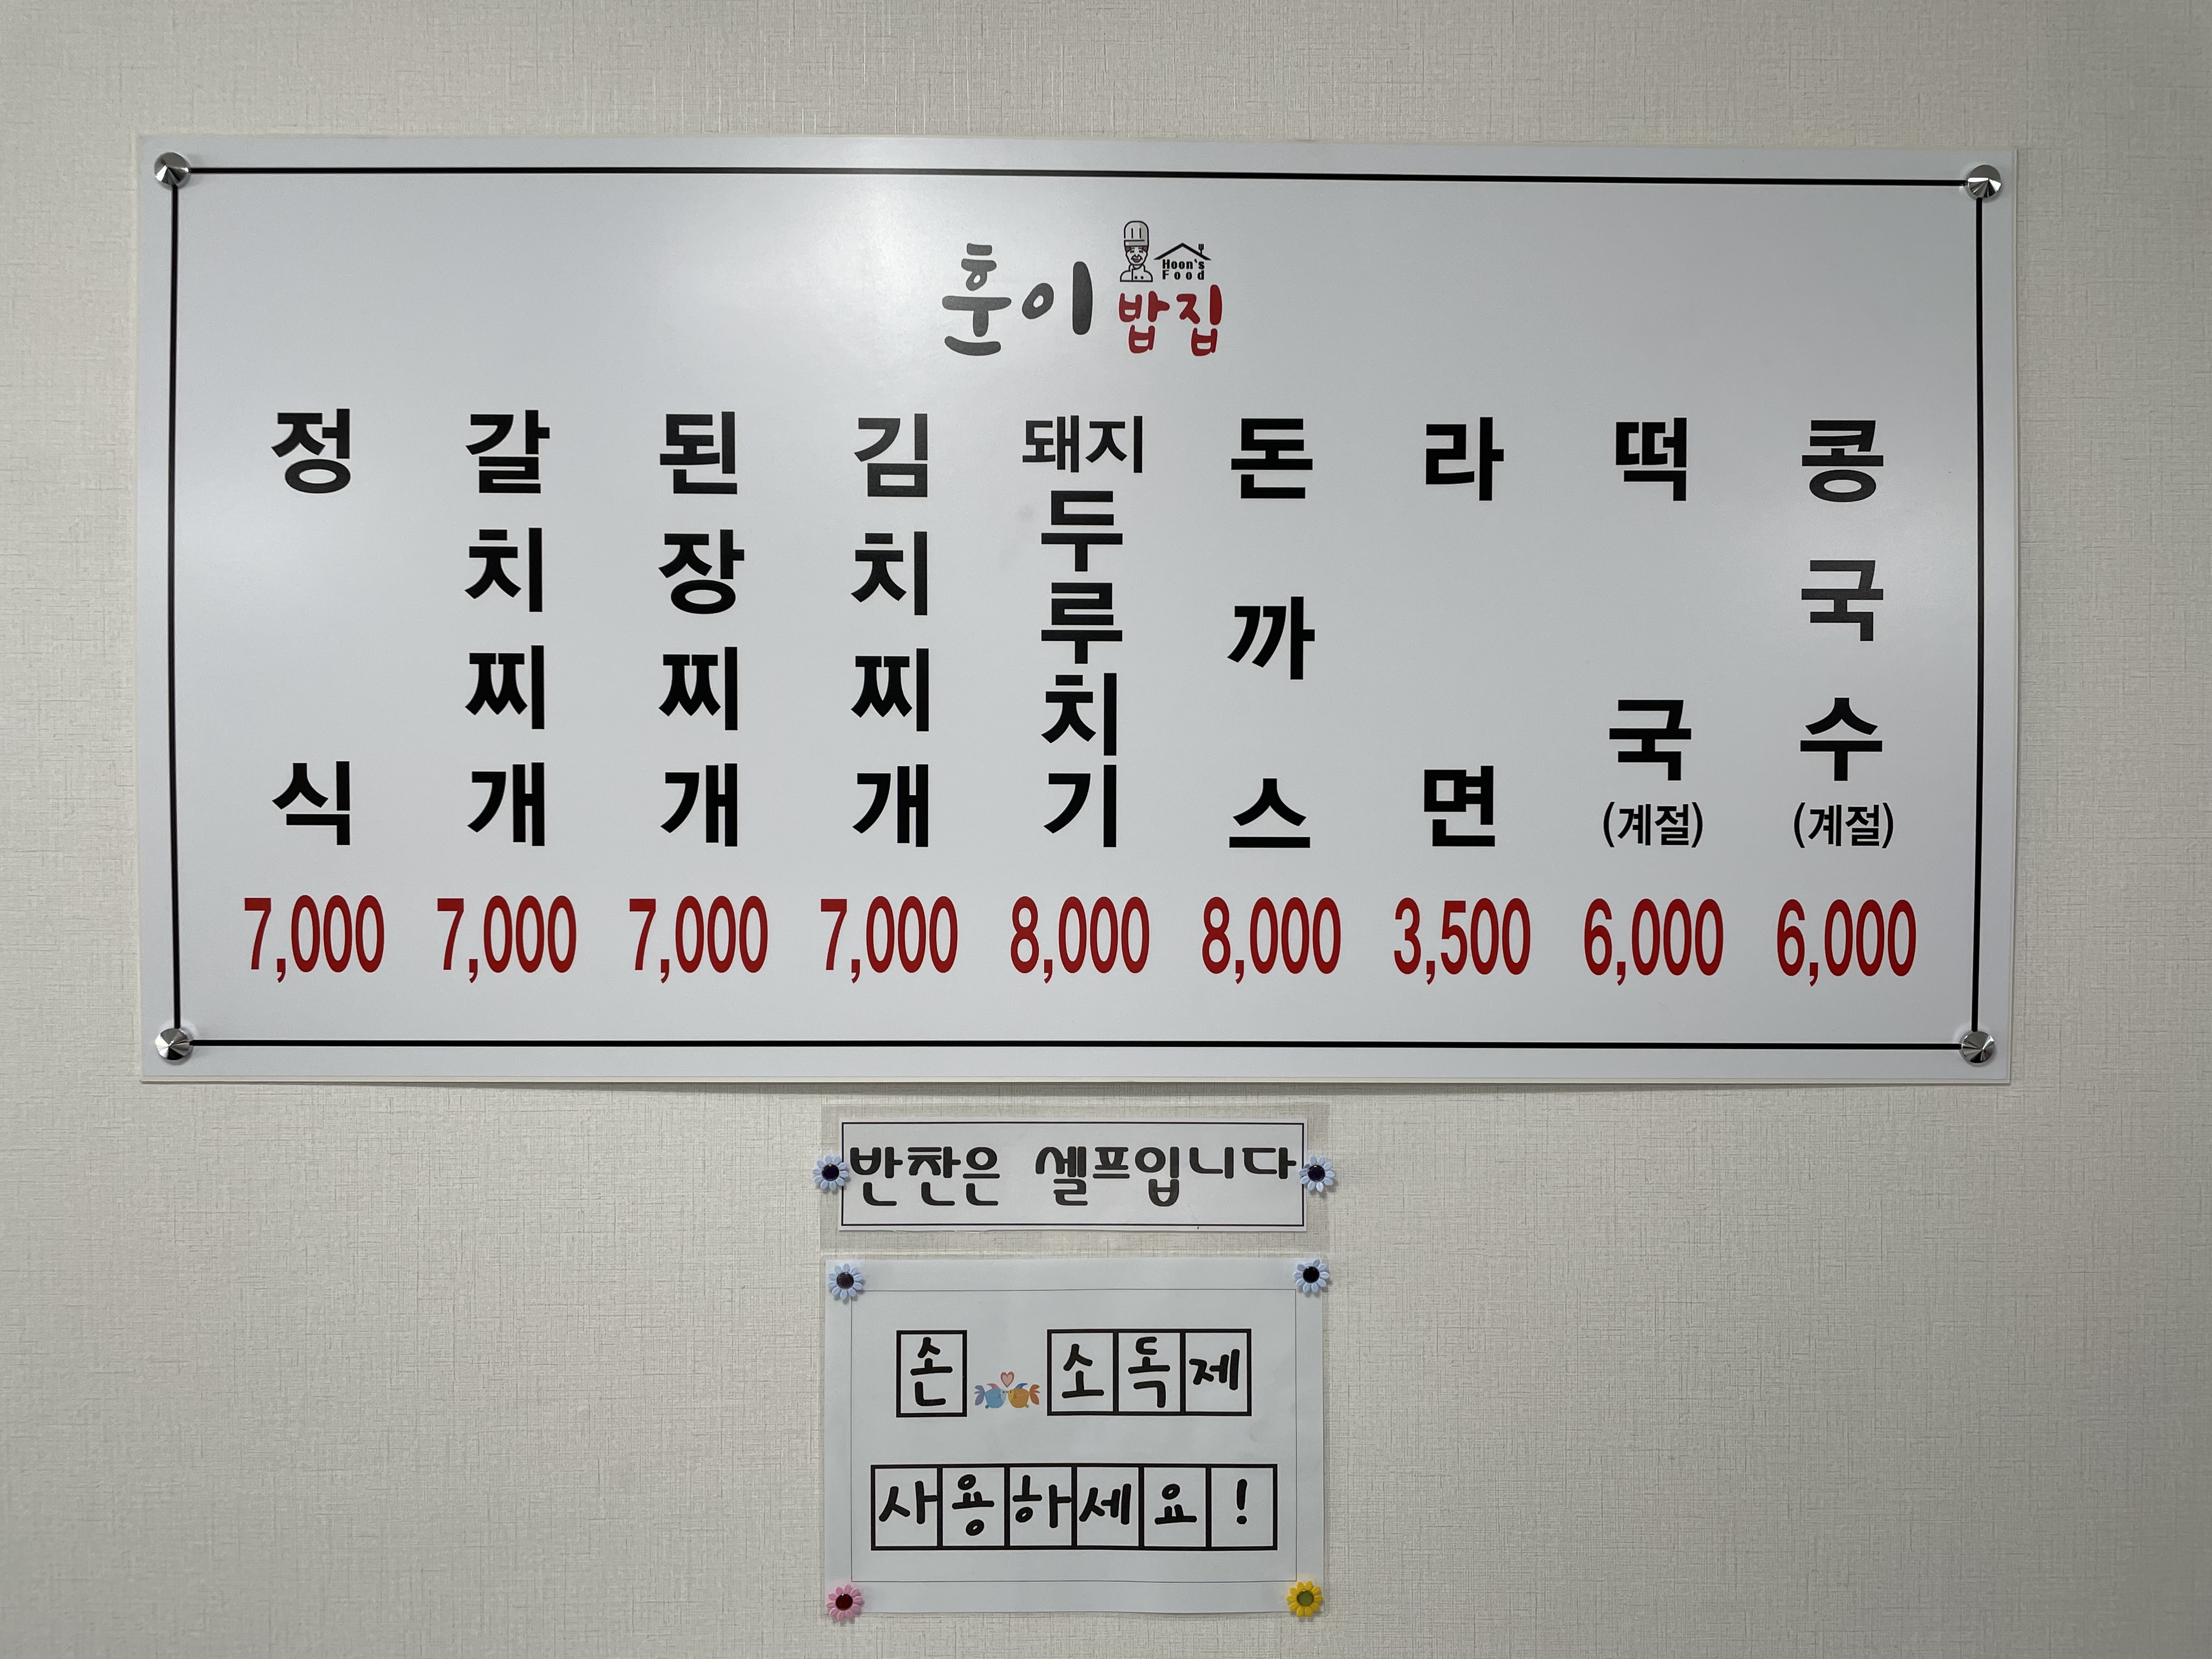 훈이 밥집
Hoon's
Food
정식 7,000
갈치찌개 7,000
된장찌개 7,000
김치찌개 7,000
돼지두루치기 8,000
돈까스 8,000
라면 3,500
떡국 (계절) 6,000
콩국수 (계절) 6,000
반찬은 셀프입니다
손 소독제
사용하세요!